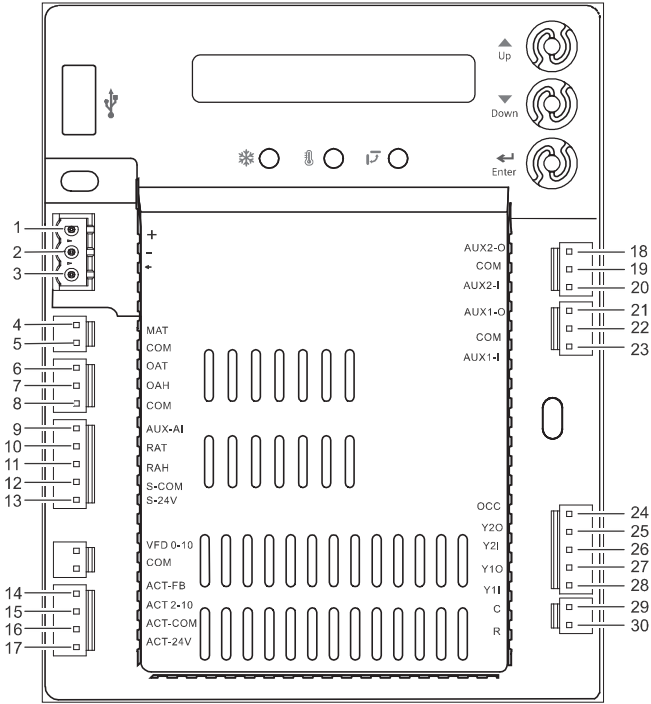 Up
Down
Enter
1
2
3
+
-
4
5
6
7
8
9
10
11
12
13
14
15
16
17
MAT
COM
OAT
OAH
COM
AUX-AI
RAT
RAH
S-COM
S-24V
VFD 0-10
COM
ACT-FB
ACT 2-10
ACT-COM
ACT-24V
AUX2-O
COM
AUX2-I
AUX1-O
COM
AUX1-I
OCC
Y2O
Y2I
Y1O
Y1I
C
R
18
19
20
21
22
23
24
25
26
27
28
29
30